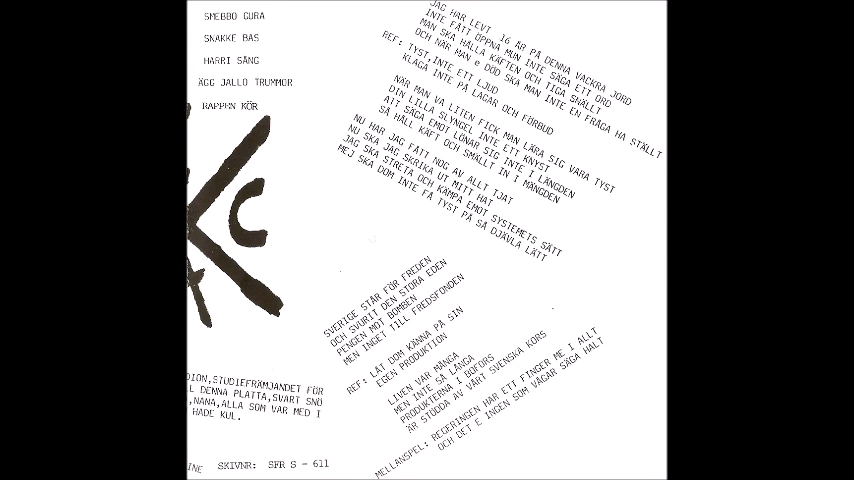 SMEBBO GURA
SNAKKE BAS
HARRI SÅNG
ÄGG JALLO TRUMMOR
RAPPEN KÖR
JAG HAR LEVT 16 ÅR PÅ DENNA VACKRA JORD
INTE FÅTT ÖPPNA MUN INTE SÄGA ETT ORD
MAN SKA HÅLLA KÄFTEN OCH TIGA SNÄLLT
OCH NÄR MAN e DÖD SKA MAN INTE EN FRÅGA HA STÄLLT
REF: TYST,INTE ETT LJUD
KLAGA INTE PÅ LAGAR OCH FÖRBUD
NÄR MAN VA LITEN FICK MAN LÄRA SIG VARA TYST
DIN LILLA SLYNGEL INTE ETT KNYST
ATT SÄGA EMOT LÖNAR SIG INTE I LÄNGDEN
SÅ HÅLL KÄFT OCH SMÄLLT IN I MÄNGDEN
NU HAR JAG FÅTT NOG AV ALLT TJAT
NU SKA JAG SKRIKA UT MITT HAT
JAG SKA STRETA OCH KÄMPA EMOT SYSTEMETS SÄTT
MEJ SKA DOM INTE FÅ TYST PÅ SÅ DJÄVLA LÄTT
SVERIGE STÅR FÖR FREDEN
OCH SVURIT DEN STORA EDEN
PENGEN MOT BOMBEN
MEN INGET TILL FREDSFONDEN
REF: LÅT DOM KÄNNA PÅ SIN
EGEN PRODUKTION
LIVEN VAR MÅNGA
MEN INTE SÅ LÅNGA
PRODUKTERNA I BOFORS
ÄR STÖDDA AV VÅRT SVENSKA KORS
MELLANSPEL: REGERINGEN HAR ETT FINGER ME I ALLT
OCH DET E INGEN SOM VÅGAR SÄGA HALT
DION,STUDIEFRÄMJANDET FÖR
L DENNA PLATTA,SVART SNÖ
,NANA,ALLA SOM VAR MED I
HADE KUL.
INE SKIVNR: SFR S - 611